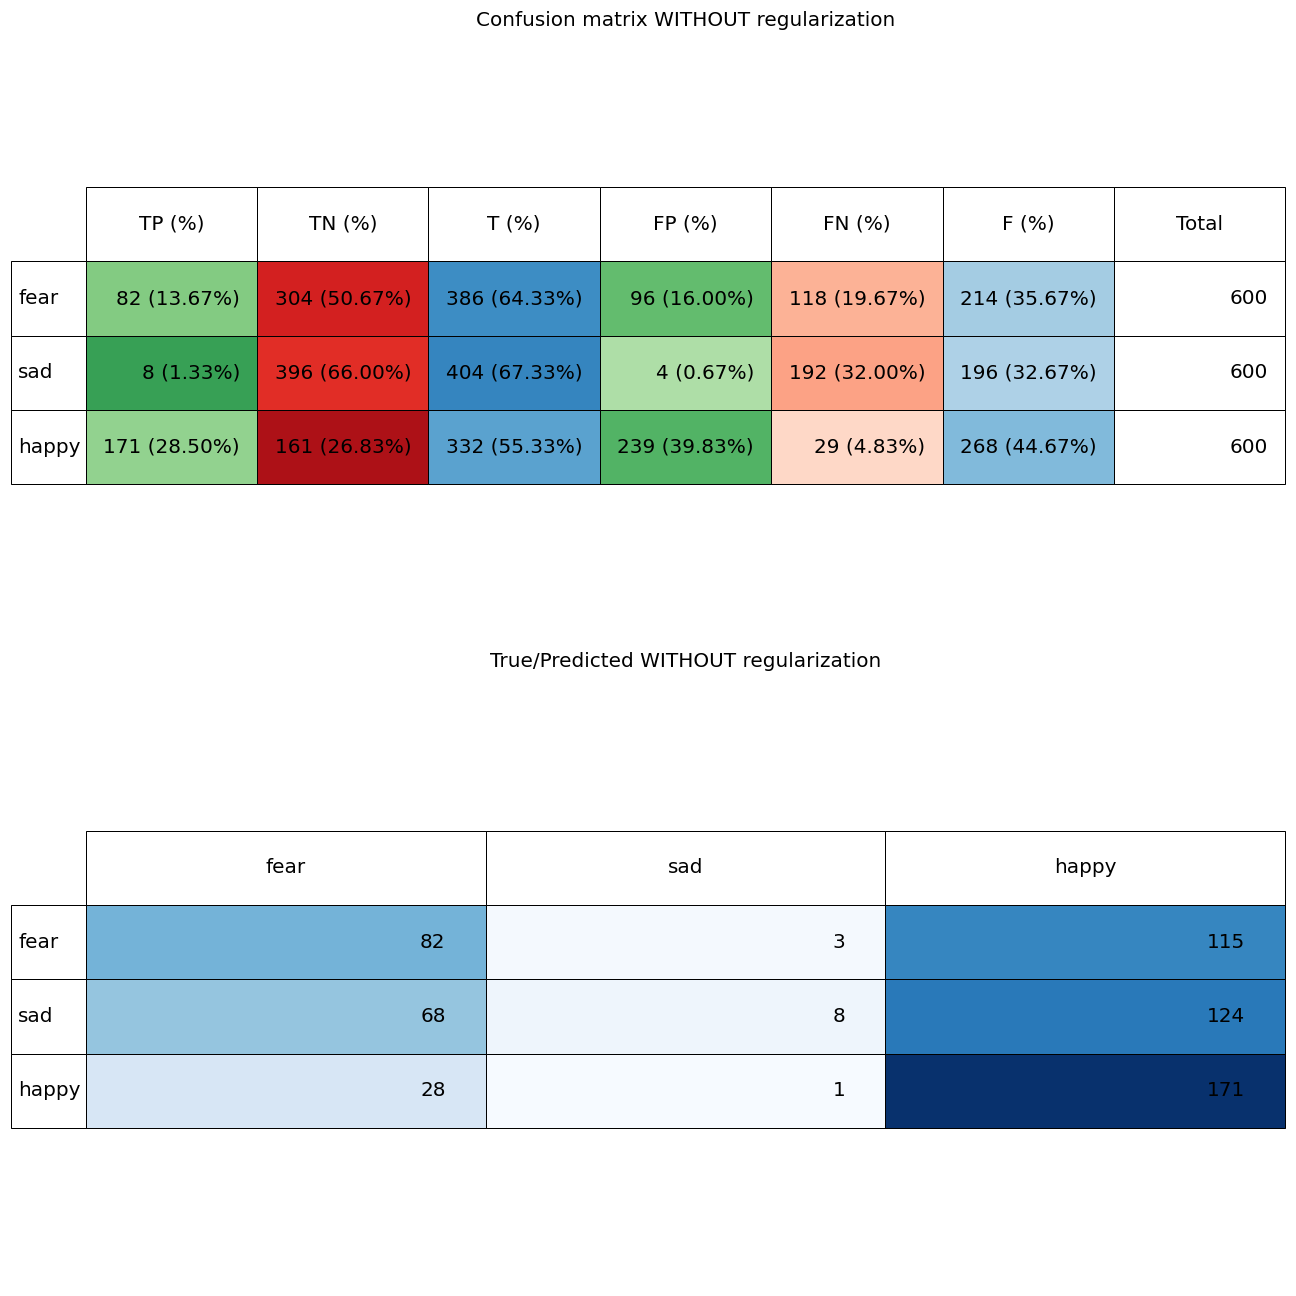 Confusion matrix WITHOUT regularization
TP (%) TN (%) T (%) FP (%) FN (%) F (%) Total
fear 82 (13.67%) 304 (50.67%) 386 (64.33%) 96 (16.00%) 118 (19.67%) 214 (35.67%) 600
sad 8 (1.33%) 396 (66.00%) 404 (67.33%) 4 (0.67%) 192 (32.00%) 196 (32.67%) 600
happy 171 (28.50%) 161 (26.83%) 332 (55.33%) 239 (39.83%) 29 (4.83%) 268 (44.67%) 600
True/Predicted WITHOUT regularization
fear sad happy
fear 82 3 115
sad 68 8 124
happy 28 1 171